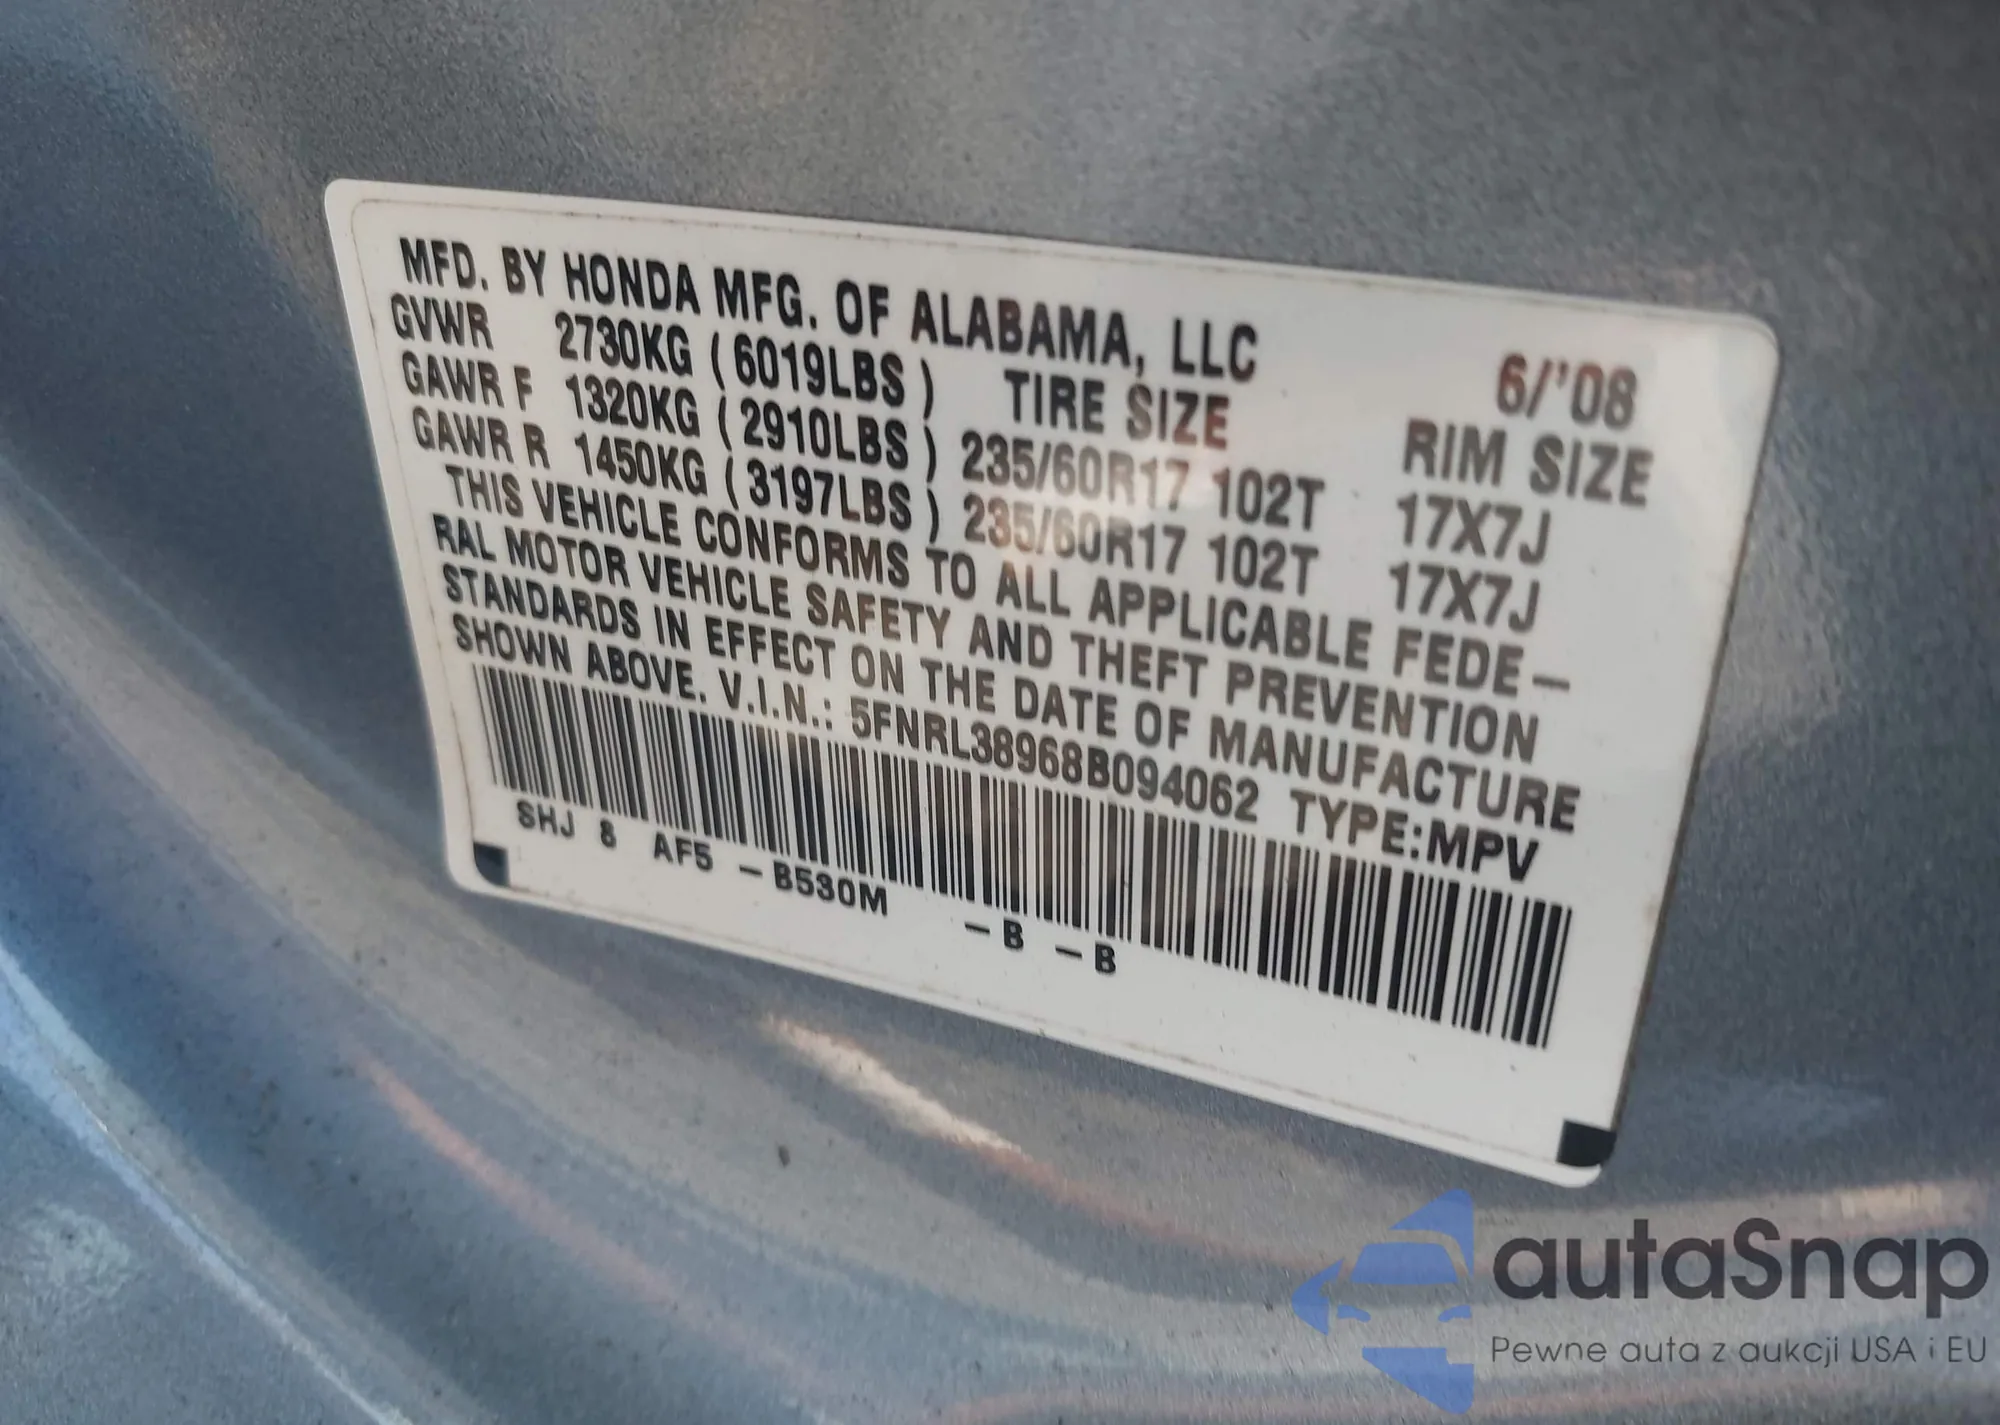 MFD. BY HONDA MFG. OF ALABAMA, LLC 6/'08
GVWR 2730KG ( 6019LBS ) TIRE SIZE RIM SIZE
GAWR F 1320KG ( 2910LBS ) 235/60R17 102T 17X7J
GAWR R 1450KG ( 3197LBS ) 235/60R17 102T 17X7J
THIS VEHICLE CONFORMS TO ALL APPLICABLE FEDE-
RAL MOTOR VEHICLE SAFETY AND THEFT PREVENTION
STANDARDS IN EFFECT ON THE DATE OF MANUFACTURE
SHOWN ABOVE. V.I.N.: 5FNRL38968B094062 TYPE:MPV
SHJ 8 AF5 -B530M -B -B
autaSnap
Pewne auta z aukcji USA i EU